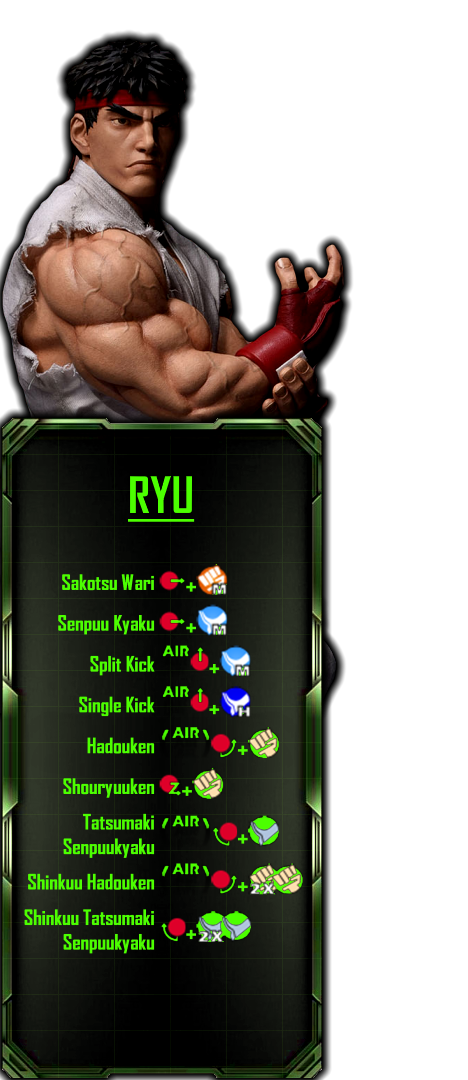 RYU
Sakotsu Wari + M
Senpuu Kyaku + M
AIR
Split Kick + M
AIR
Single Kick + H
Hadouken ( AIR ) +
Shouryuuken Z +
Tatsumaki ( AIR )
Senpuukyaku +
Shinkuu Hadouken ( AIR ) + 2X
Shinkuu Tatsumaki
Senpuukyaku + 2X